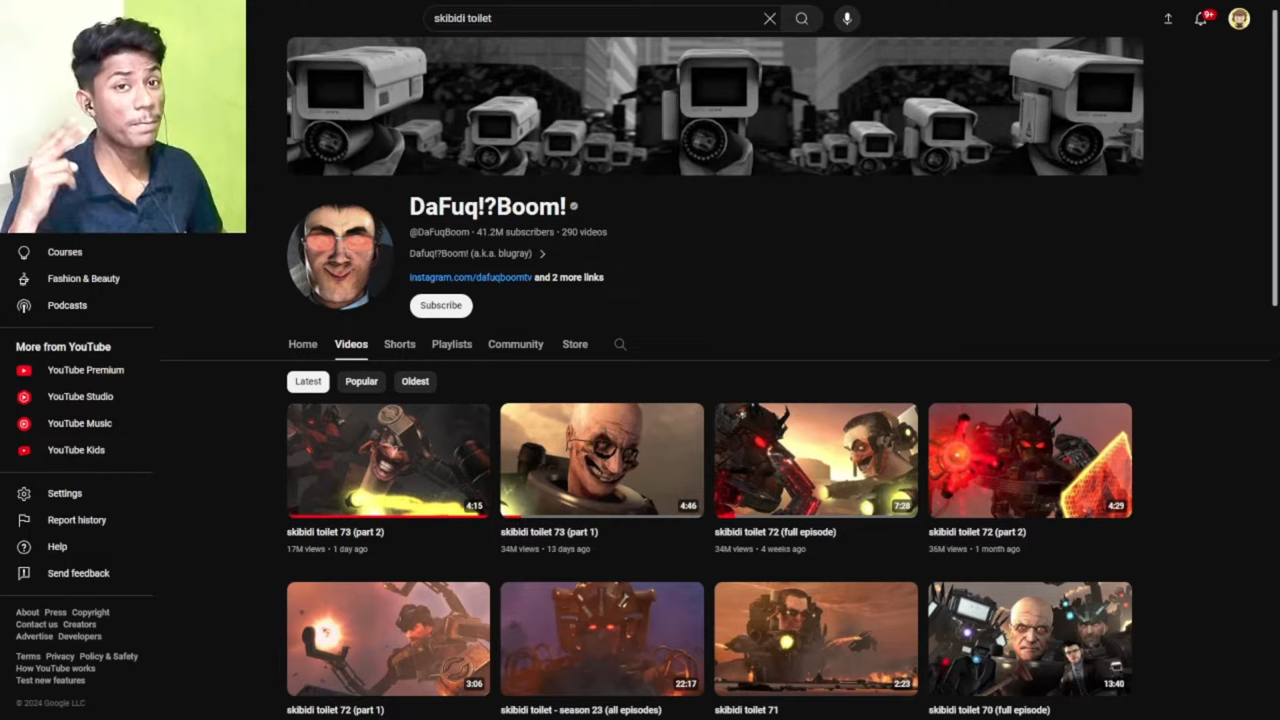 skibidi toilet
9+
DaFuq!?Boom!
@DaFuqBoom · 41.2M subscribers · 290 videos
Dafuq!?Boom! (a.k.a. blugray)
instagram.com/dafuqboomtv and 2 more links
Subscribe
Home Videos Shorts Playlists Community Store
Latest Popular Oldest
4:15
4:46
7:28
4:29
skibidi toilet 73 (part 2)
17M views · 1 day ago
skibidi toilet 73 (part 1)
34M views · 13 days ago
skibidi toilet 72 (full episode)
34M views · 4 weeks ago
skibidi toilet 72 (part 2)
36M views · 1 month ago
3:06
22:17
2:23
13:40
skibidi toilet 72 (part 1)
skibidi toilet - season 23 (all episodes)
skibidi toilet 71
skibidi toilet 70 (full episode)
Courses
Fashion & Beauty
Podcasts
More from YouTube
YouTube Premium
YouTube Studio
YouTube Music
YouTube Kids
Settings
Report history
Help
Send feedback
About Press Copyright
Contact us Creators
Advertise Developers
Terms Privacy Policy & Safety
How YouTube works
Test new features
© 2024 Google LLC